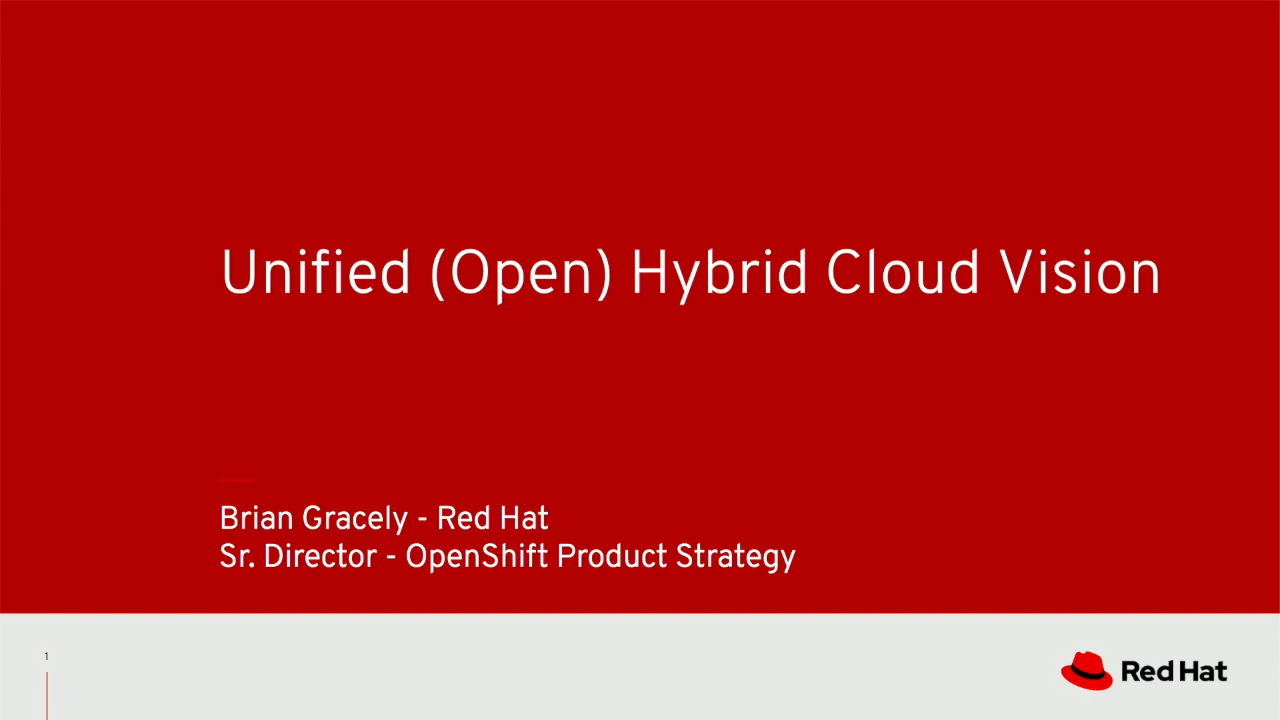 Unified (Open) Hybrid Cloud Vision
Brian Gracely - Red Hat
Sr. Director - OpenShift Product Strategy
1
Red Hat